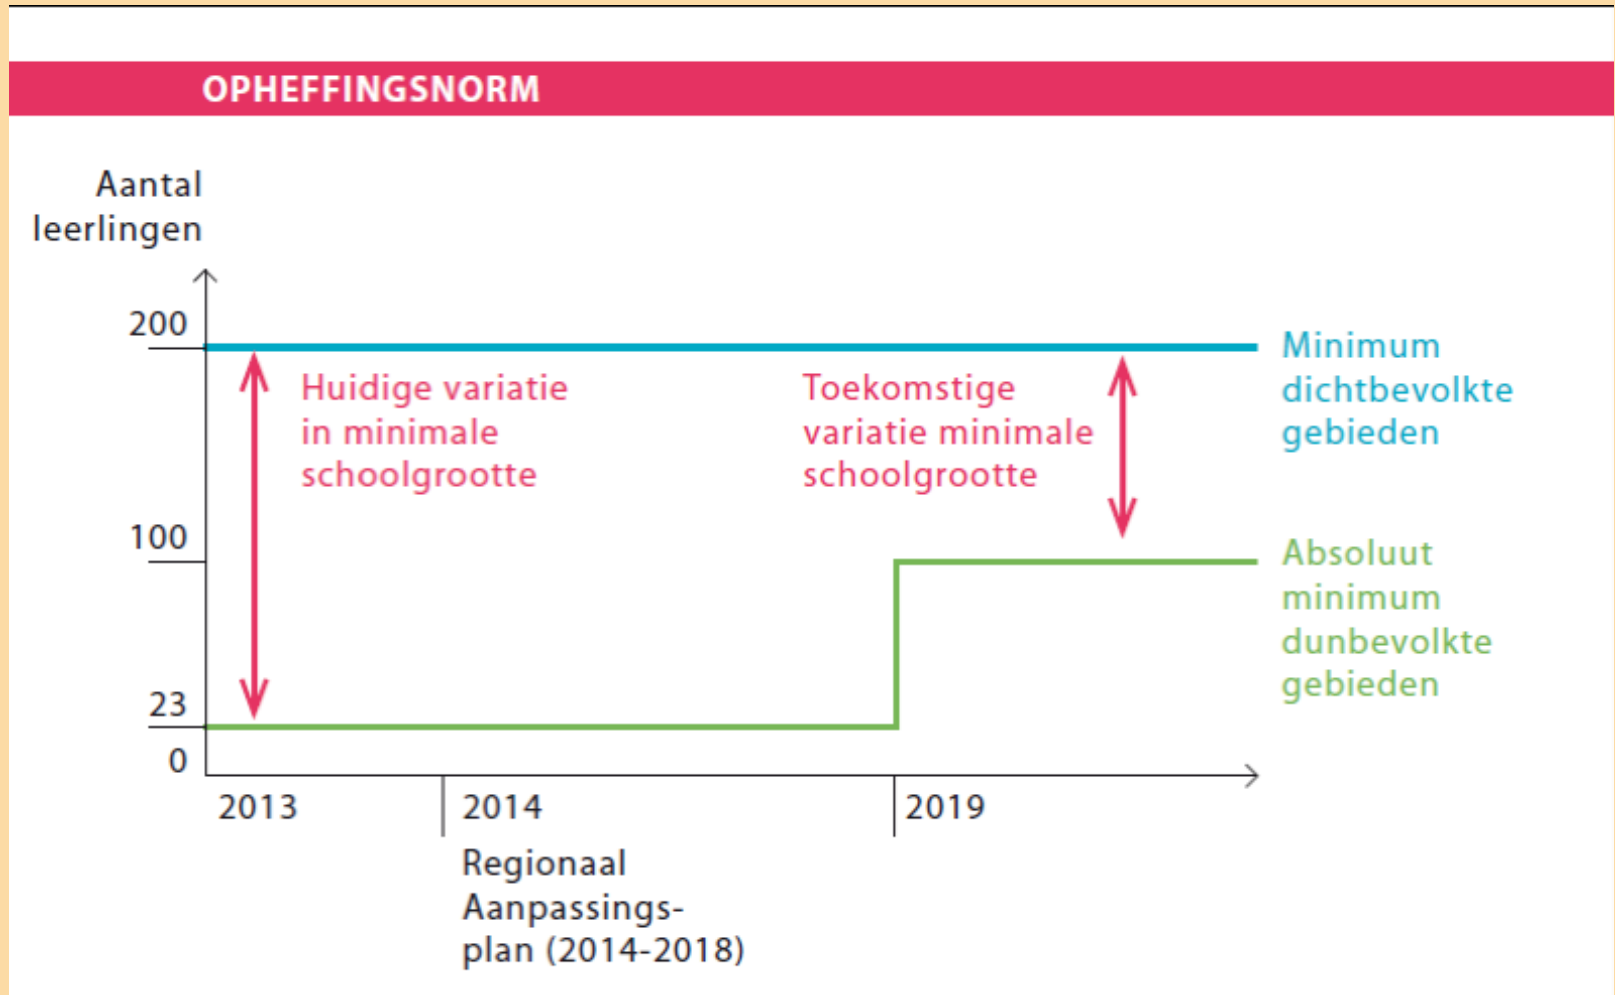 OPHEFFINGSNORM
Aantal
leerlingen
200
100
23
0
Huidige variatie
in minimale
schoolgrootte
Toekomstige
variatie minimale
schoolgrootte
Minimum
dichtbevolkte
gebieden
Absoluut
minimum
dunbevolkte
gebieden
2013
2014
2019
Regionaal
Aanpassings-
plan (2014-2018)